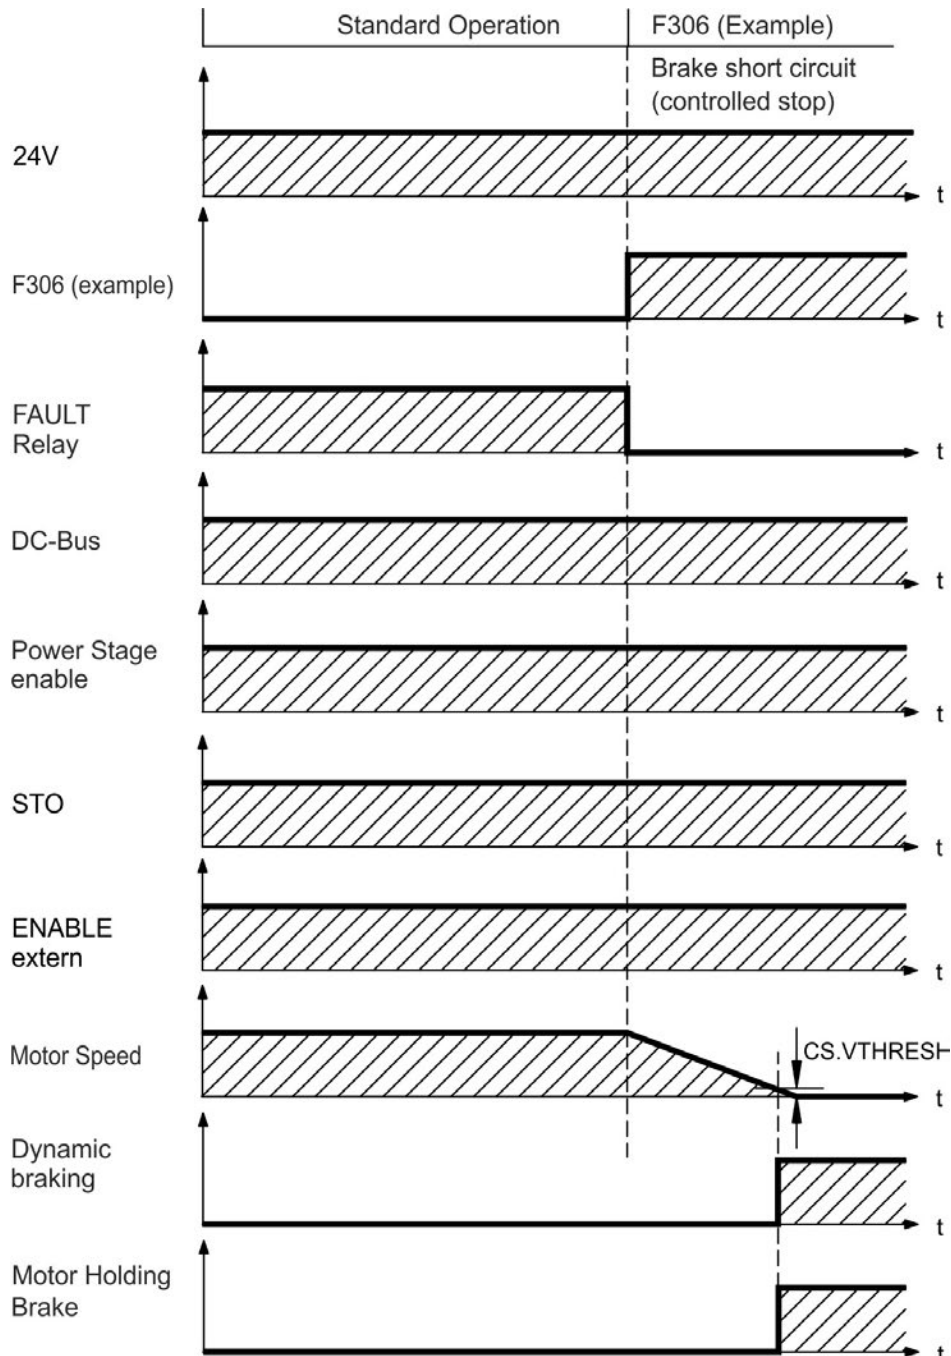 Standard Operation
F306 (Example)
Brake short circuit
(controlled stop)
24V
t
F306 (example)
t
FAULT
Relay
t
DC-Bus
t
Power Stage
enable
t
STO
t
ENABLE
extern
t
Motor Speed
CS.VTHRESH
t
Dynamic
braking
t
Motor Holding
Brake
t